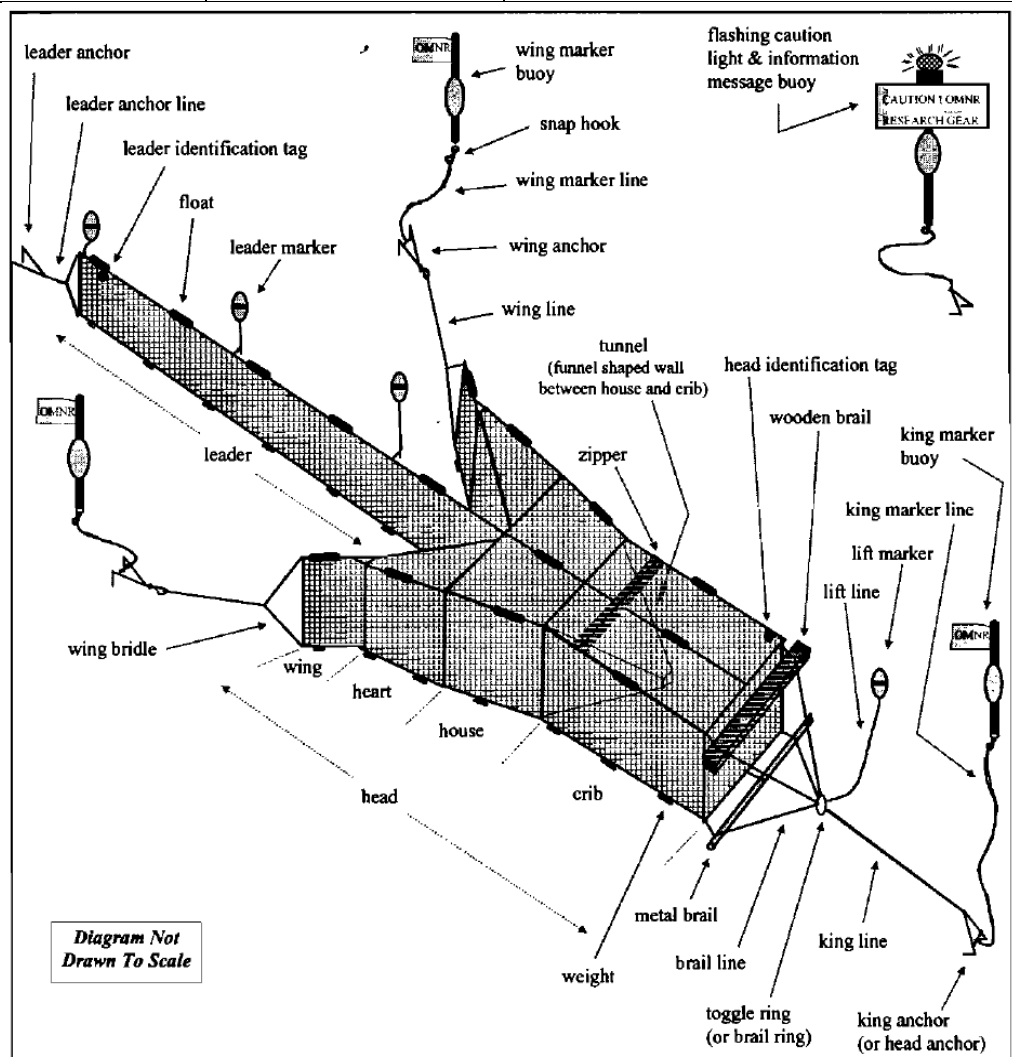 leader anchor
leader anchor line
leader identification tag
float
leader marker
OMNR
wing marker
buoy
snap hook
wing marker line
wing anchor
wing line
flashing caution
light & information
message buoy
CAUTION ! OMNR
RESEARCH GEAR
tunnel
(funnel shaped wall
between house and crib)
head identification tag
wooden brail
zipper
king marker
buoy
king marker line
lift marker
lift line
OMNR
leader
OMNR
wing bridle
wing
heart
house
crib
head
metal brail
weight
brail line
king line
toggle ring
(or brail ring)
king anchor
(or head anchor)
Diagram Not
Drawn To Scale